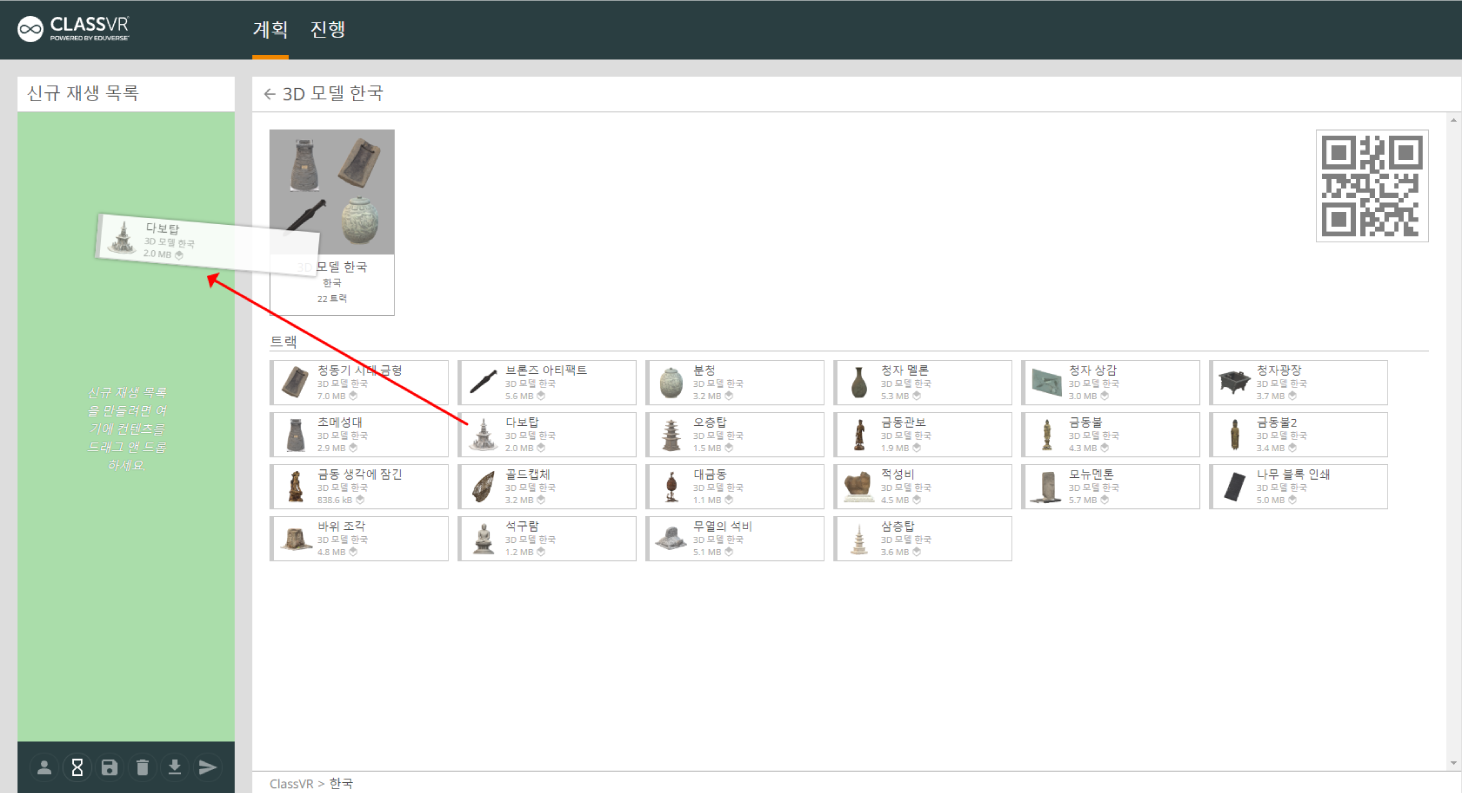 CLASSVR
POWERED BY EDUVERSE
계획 진행
신규 재생 목록
← 3D 모델 한국
다보탑
3D 모델 한국
2.0 MB
3D 모델 한국
한국
22 트랙
신규 재생 목록
을 만들려면 여
기에 컨텐츠를
드래그 앤 드롭
하세요.
트랙
청동기 시대 금형
3D 모델 한국
7.0 MB
브론즈 아티팩트
3D 모델 한국
5.6 MB
분청
3D 모델 한국
3.2 MB
청자 멜론
3D 모델 한국
5.3 MB
청자 상감
3D 모델 한국
3.0 MB
청자광장
3D 모델 한국
3.7 MB
초메성대
3D 모델 한국
2.9 MB
다보탑
3D 모델 한국
2.0 MB
오층탑
3D 모델 한국
1.5 MB
금동관보
3D 모델 한국
1.9 MB
금동불
3D 모델 한국
4.3 MB
금동불2
3D 모델 한국
3.4 MB
금동 생각에 잠긴
3D 모델 한국
838.6 kB
골드캡체
3D 모델 한국
3.2 MB
대금동
3D 모델 한국
1.1 MB
적성비
3D 모델 한국
4.5 MB
모뉴멘톤
3D 모델 한국
5.7 MB
나무 블록 인쇄
3D 모델 한국
5.0 MB
바위 조각
3D 모델 한국
4.8 MB
석구람
3D 모델 한국
1.2 MB
무열의 석비
3D 모델 한국
5.1 MB
삼층탑
3D 모델 한국
3.6 MB
ClassVR > 한국